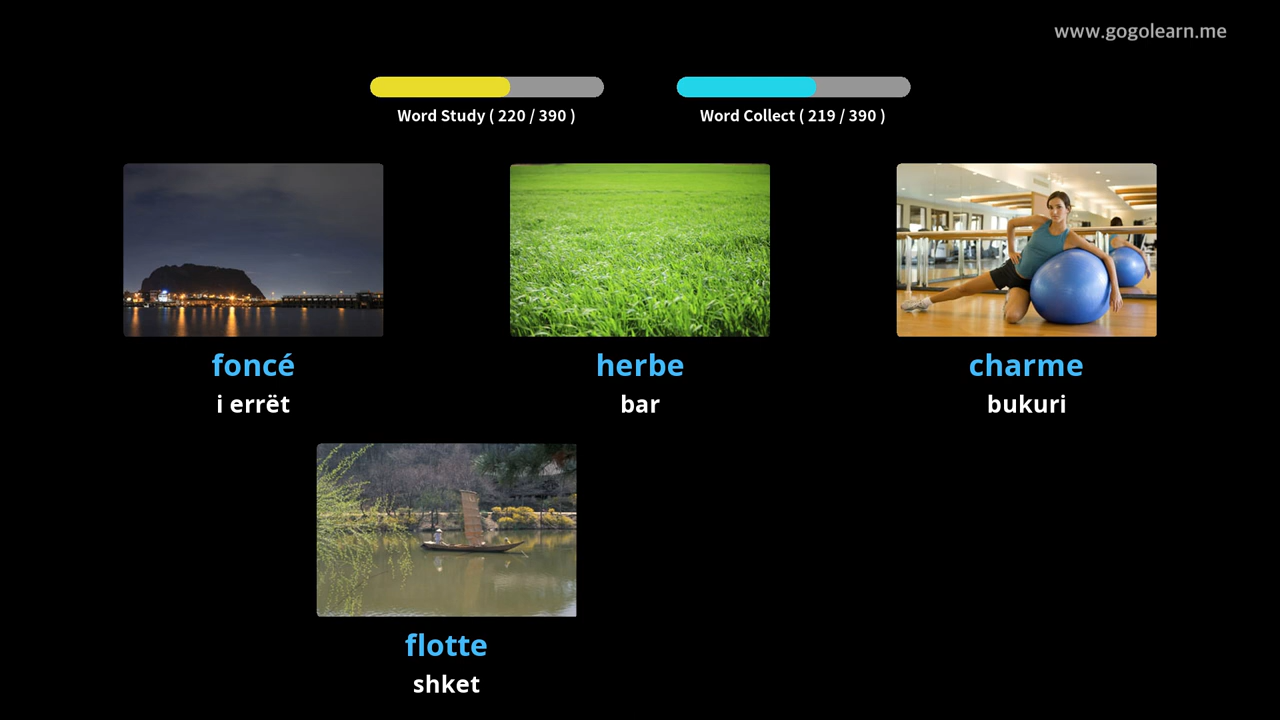 www.gogolearn.me
Word Study ( 220 / 390 )
Word Collect ( 219 / 390 )
foncé
i errët
herbe
bar
charme
bukuri
flotte
shket